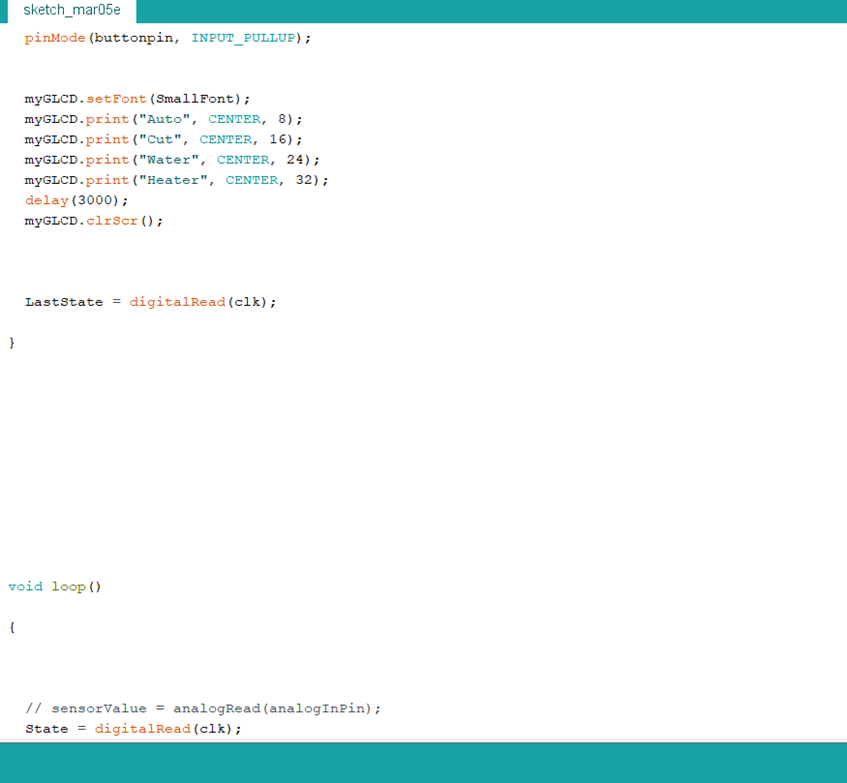 sketch_mar05e
pinMode(buttonpin, INPUT_PULLUP);
myGLCD.setFont(SmallFont);
myGLCD.print("Auto", CENTER, 8);
myGLCD.print("Cut", CENTER, 16);
myGLCD.print("Water", CENTER, 24);
myGLCD.print("Heater", CENTER, 32);
delay(3000);
myGLCD.clrScr();
LastState = digitalRead(clk);
}
void loop()
{
// sensorValue = analogRead(analogInPin);
State = digitalRead(clk);